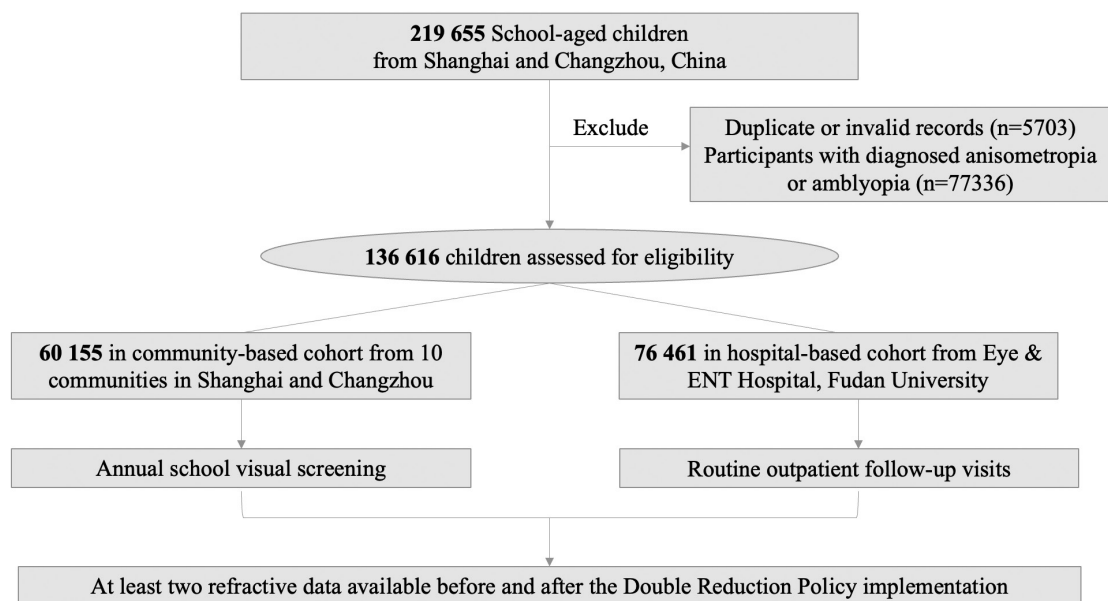 219 655 School-aged children
from Shanghai and Changzhou, China
Exclude
Duplicate or invalid records (n=5703)
Participants with diagnosed anisometropia
or amblyopia (n=77336)
136 616 children assessed for eligibility
60 155 in community-based cohort from 10
communities in Shanghai and Changzhou
76 461 in hospital-based cohort from Eye &
ENT Hospital, Fudan University
Annual school visual screening
Routine outpatient follow-up visits
At least two refractive data available before and after the Double Reduction Policy implementation